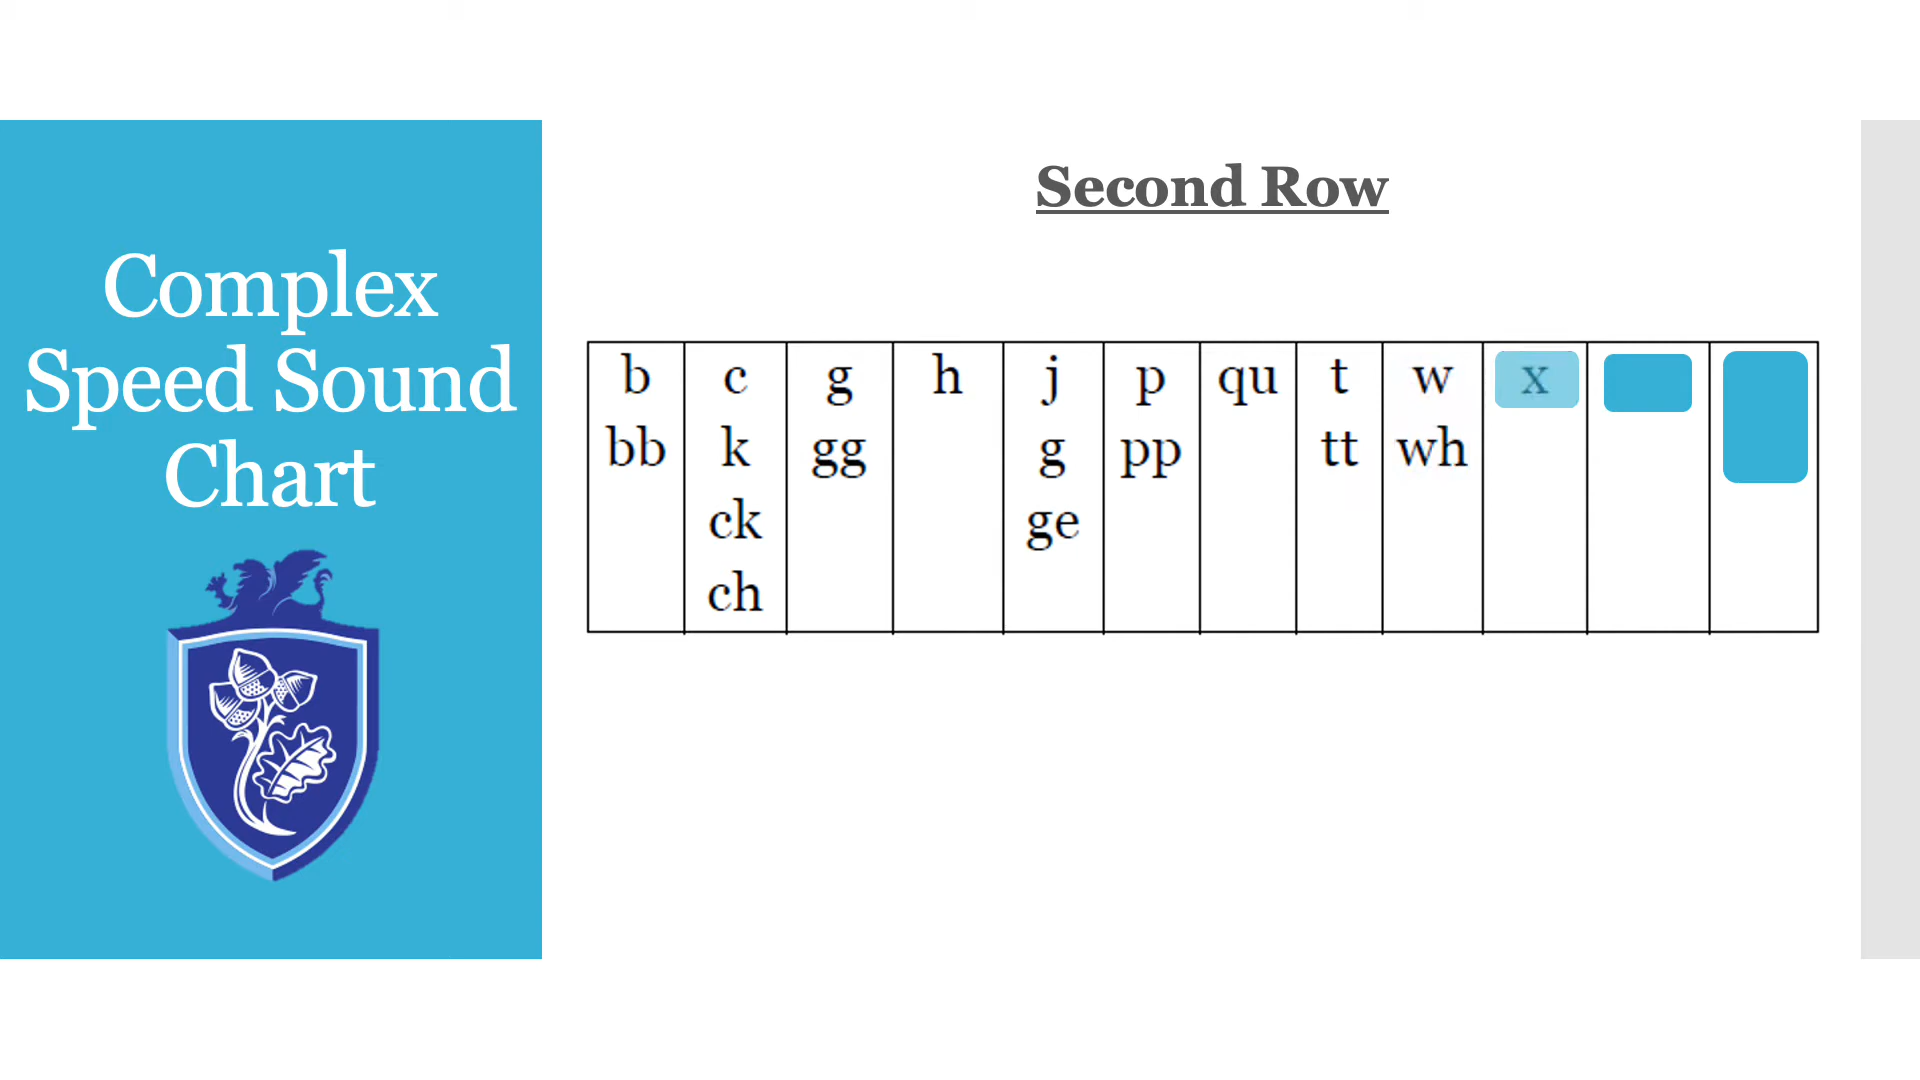 Complex
Speed Sound
Chart
Second Row
b c g h j p qu t w x
bb k gg g pp tt wh
ck ge
ch